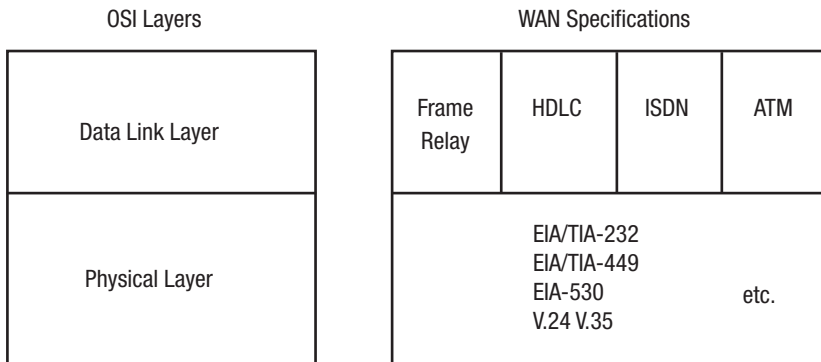 OSI Layers
WAN Specifications
Data Link Layer
Frame
Relay
HDLC
ISDN
ATM
Physical Layer
EIA/TIA-232
EIA/TIA-449
EIA-530
V.24 V.35
etc.